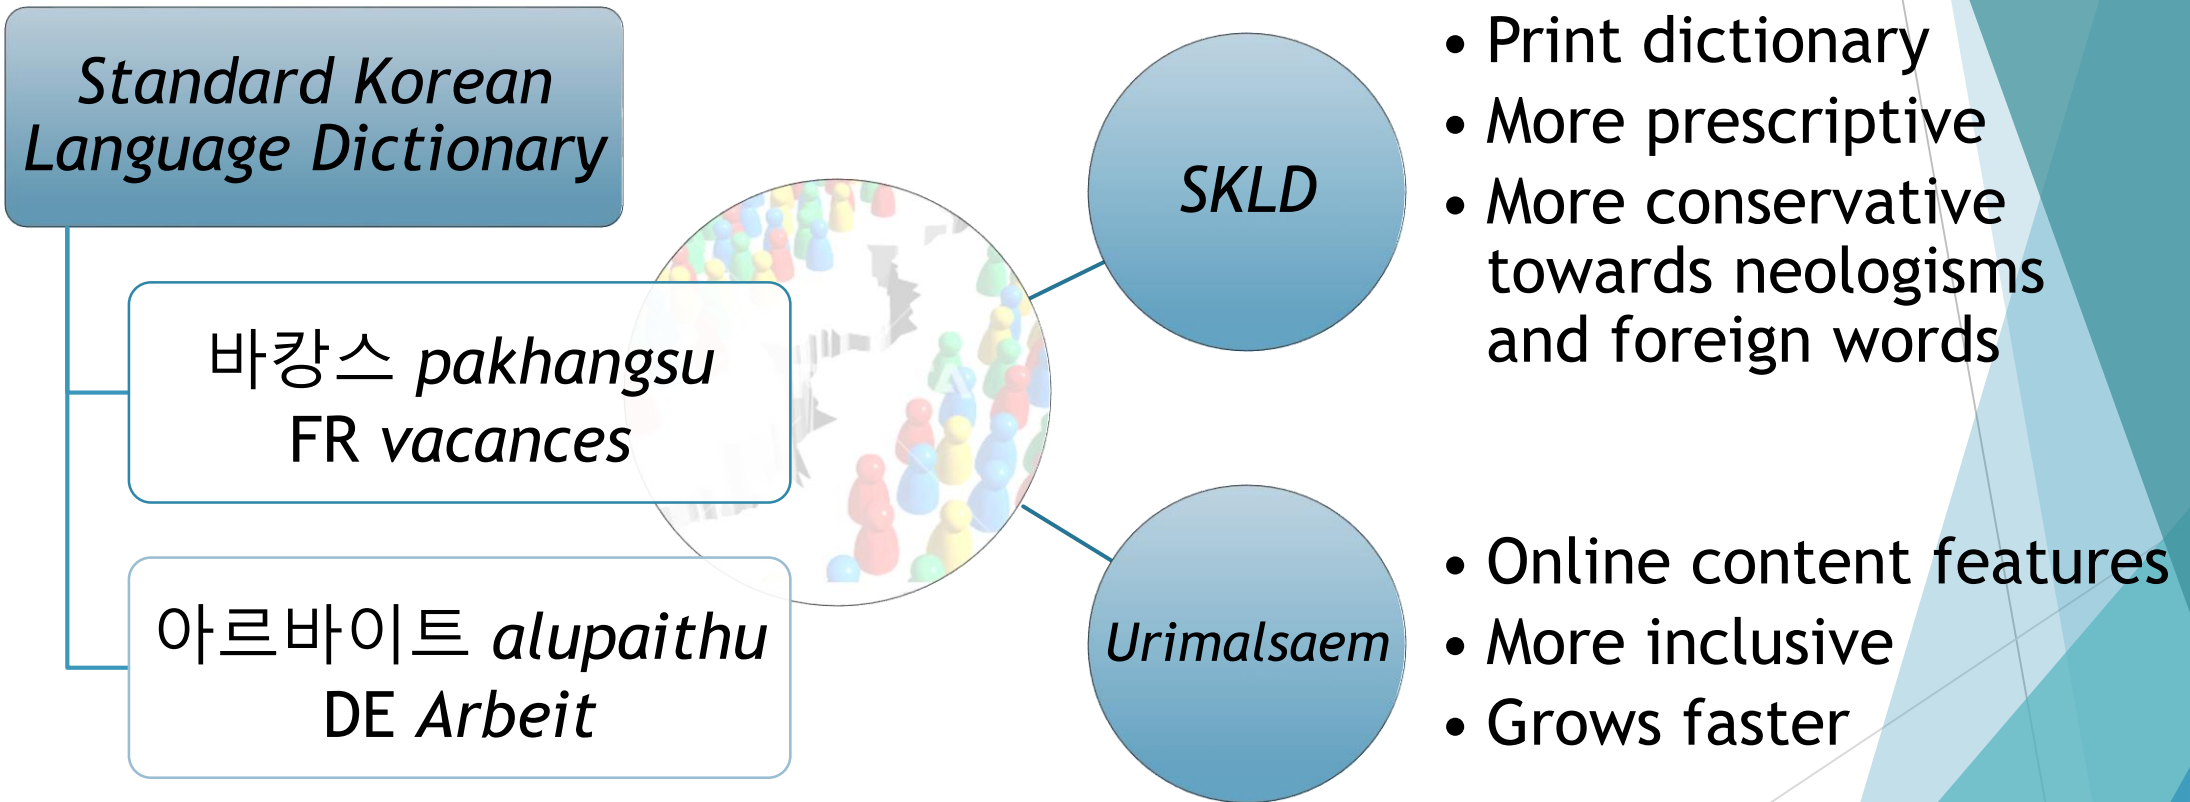 Standard Korean
Language Dictionary
바캉스 pakhangsu
FR vacances
아르바이트 alupaithu
DE Arbeit
SKLD
• Print dictionary
• More prescriptive
• More conservative
towards neologisms
and foreign words
Urimalsaem
• Online content features
• More inclusive
• Grows faster